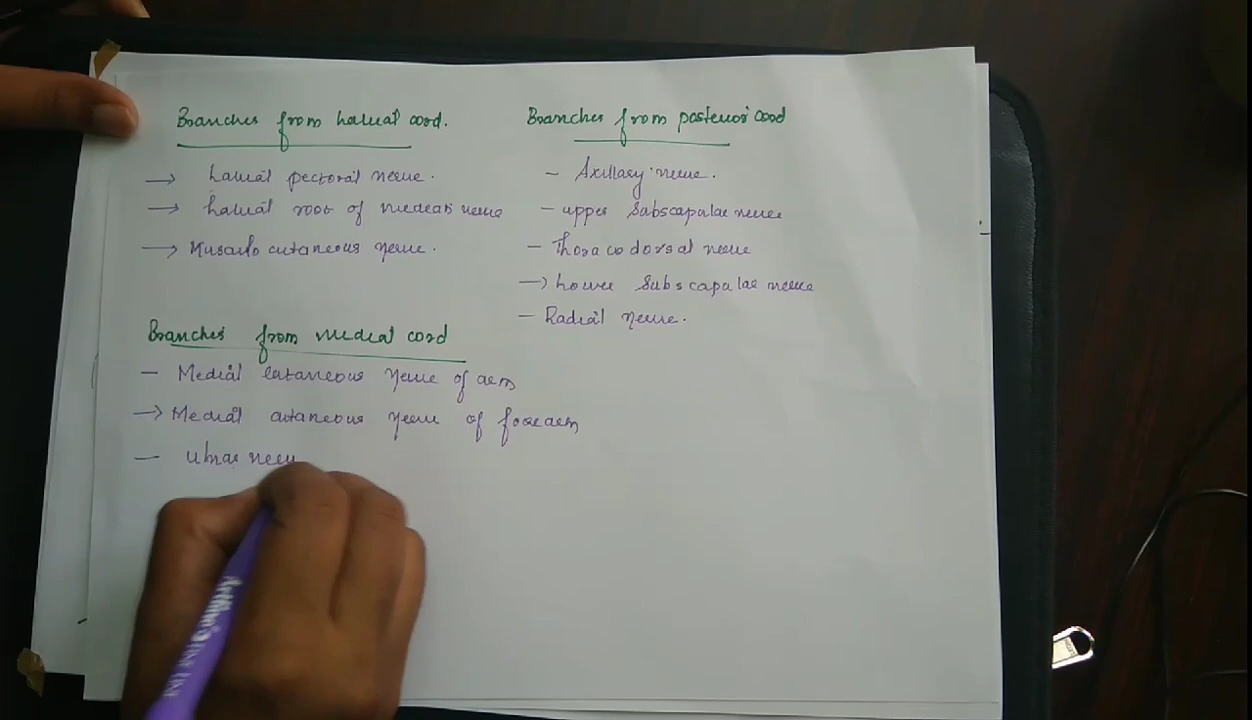 Branches from lateral cord.
→ Lateral pectoral nerve.
→ Lateral root of median nerve
→ Musculo cutaneous nerve.
Branches from medial cord
– Medial cutaneous nerve of arm
→ Medial cutaneous nerve of forearm
– Ulnar nerv
Branches from posterior cord
– Axillary nerve.
– upper Subscapular nerve
– Thoraco dorsal nerve
→ Lower Subscapular nerve
– Radial nerve.